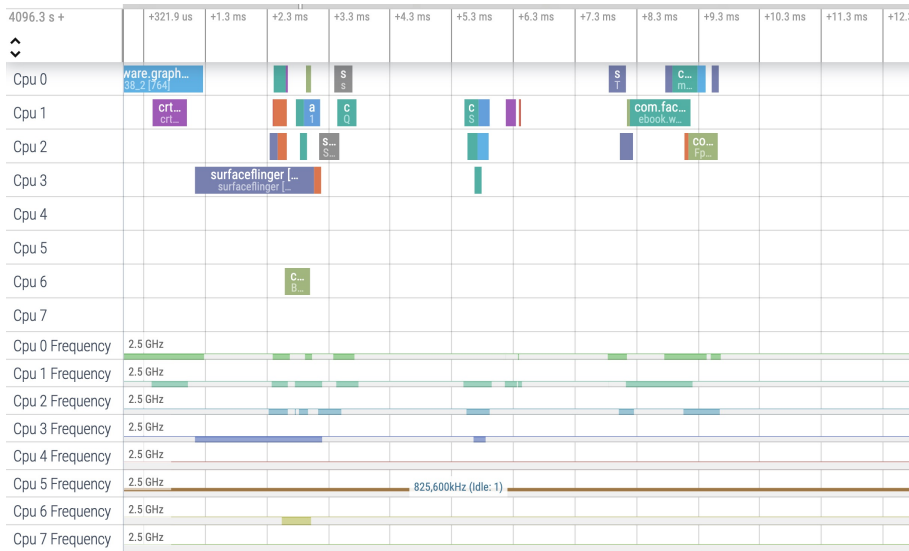 4096.3 s +
+321.9 us +1.3 ms +2.3 ms +3.3 ms +4.3 ms +5.3 ms +6.3 ms +7.3 ms +8.3 ms +9.3 ms +10.3 ms +11.3 ms +12.
Cpu 0 ware.graph... s s c...
38_2 [764] s T m...
Cpu 1 crt... a c c com.fac...
crt... 1 Q S ebook.w...
Cpu 2 s... co...
S... Fp...
Cpu 3 surfaceflinger [...
surfaceflinger [...
Cpu 4
Cpu 5
Cpu 6 c...
B...
Cpu 7
Cpu 0 Frequency 2.5 GHz
Cpu 1 Frequency 2.5 GHz
Cpu 2 Frequency 2.5 GHz
Cpu 3 Frequency 2.5 GHz
Cpu 4 Frequency 2.5 GHz
Cpu 5 Frequency 2.5 GHz
825,600kHz (Idle: 1)
Cpu 6 Frequency 2.5 GHz
Cpu 7 Frequency 2.5 GHz